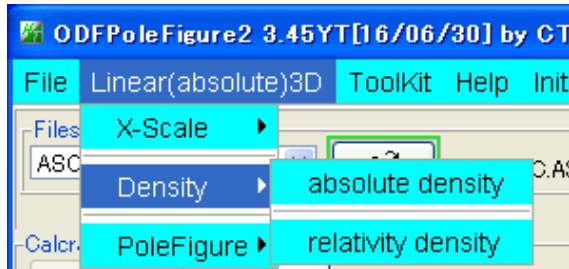 ODFPoleFigure2 3.45YT[16/06/30] by CT
File Linear(absolute)3D ToolKit Help Init
Files X-Scale
ASC
Density absolute density
PoleFigure relativity density